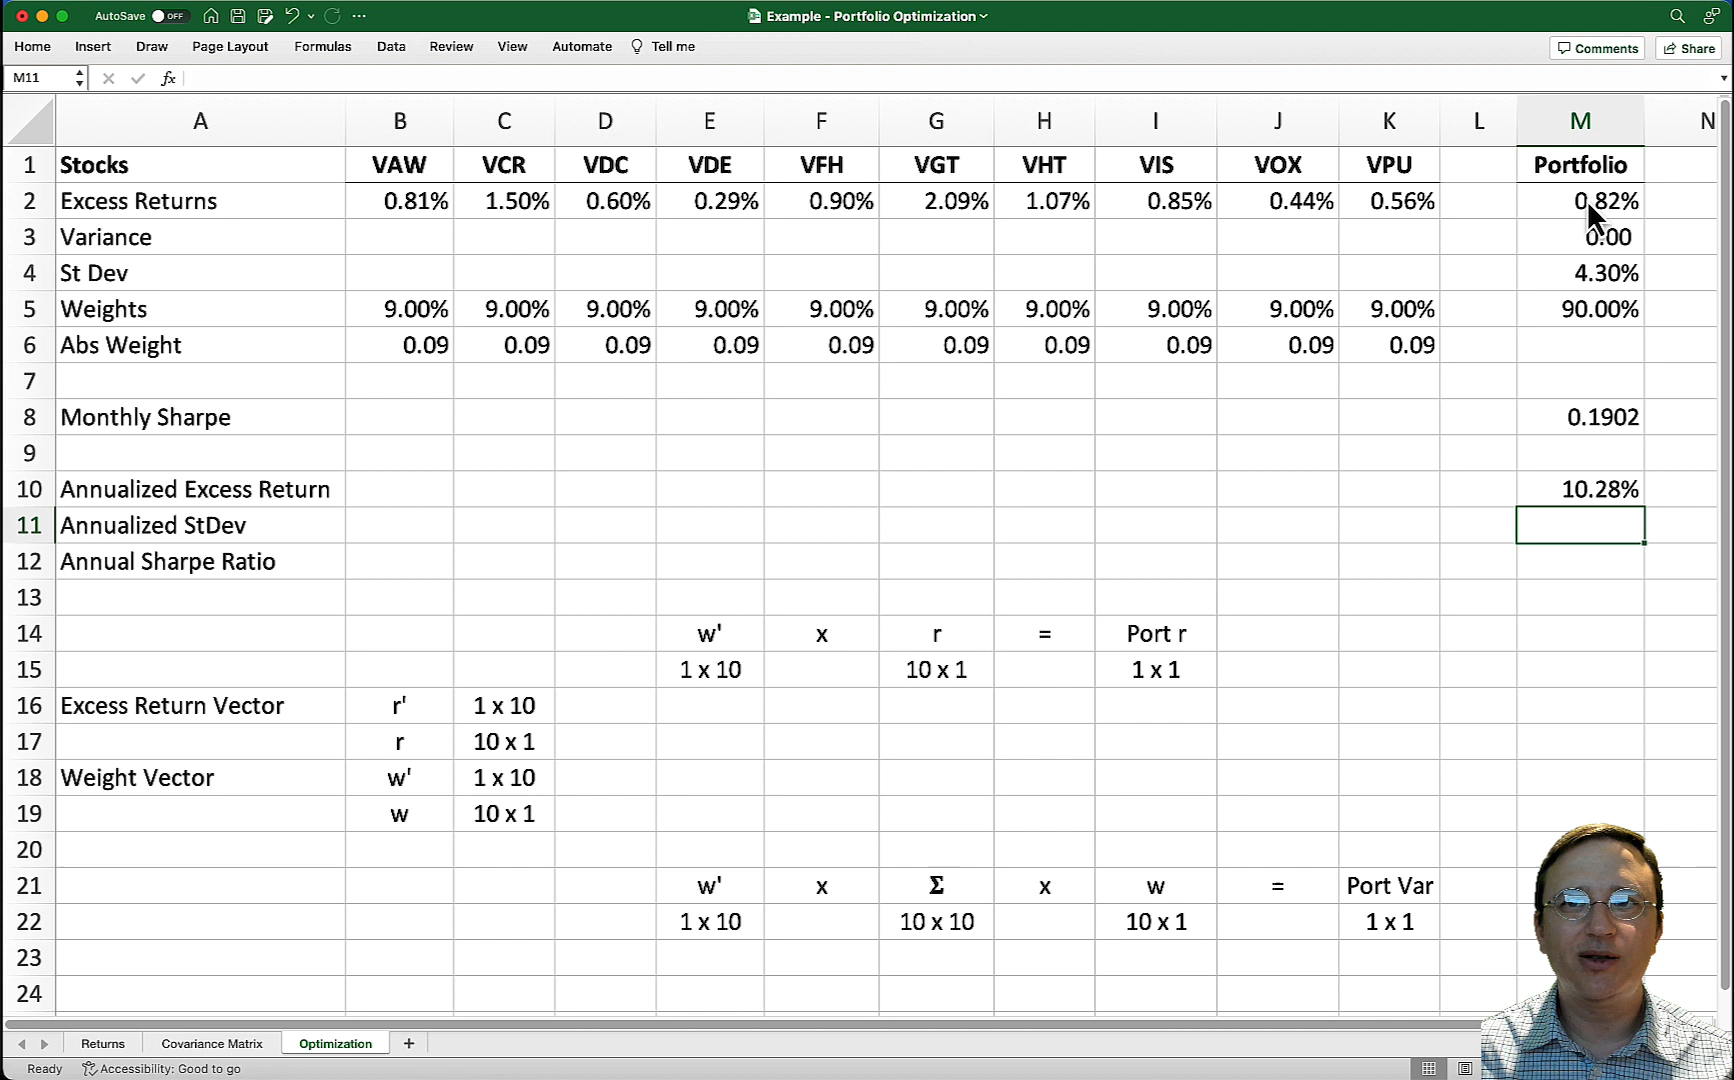 AutoSave OFF
Example - Portfolio Optimization
Home Insert Draw Page Layout Formulas Data Review View Automate Tell me
Comments Share
M11 fx
A B C D E F G H I J K L M N
1 Stocks VAW VCR VDC VDE VFH VGT VHT VIS VOX VPU Portfolio
2 Excess Returns 0.81% 1.50% 0.60% 0.29% 0.90% 2.09% 1.07% 0.85% 0.44% 0.56% 0.82%
3 Variance 0.00
4 St Dev 4.30%
5 Weights 9.00% 9.00% 9.00% 9.00% 9.00% 9.00% 9.00% 9.00% 9.00% 9.00% 90.00%
6 Abs Weight 0.09 0.09 0.09 0.09 0.09 0.09 0.09 0.09 0.09 0.09
7
8 Monthly Sharpe 0.1902
9
10 Annualized Excess Return 10.28%
11 Annualized StDev
12 Annual Sharpe Ratio
13
14 w' x r = Port r
15 1 x 10 10 x 1 1 x 1
16 Excess Return Vector r' 1 x 10
17 r 10 x 1
18 Weight Vector w' 1 x 10
19 w 10 x 1
20
21 w' x Σ x w = Port Var
22 1 x 10 10 x 10 10 x 1 1 x 1
23
24
Returns Covariance Matrix Optimization +
Ready Accessibility: Good to go